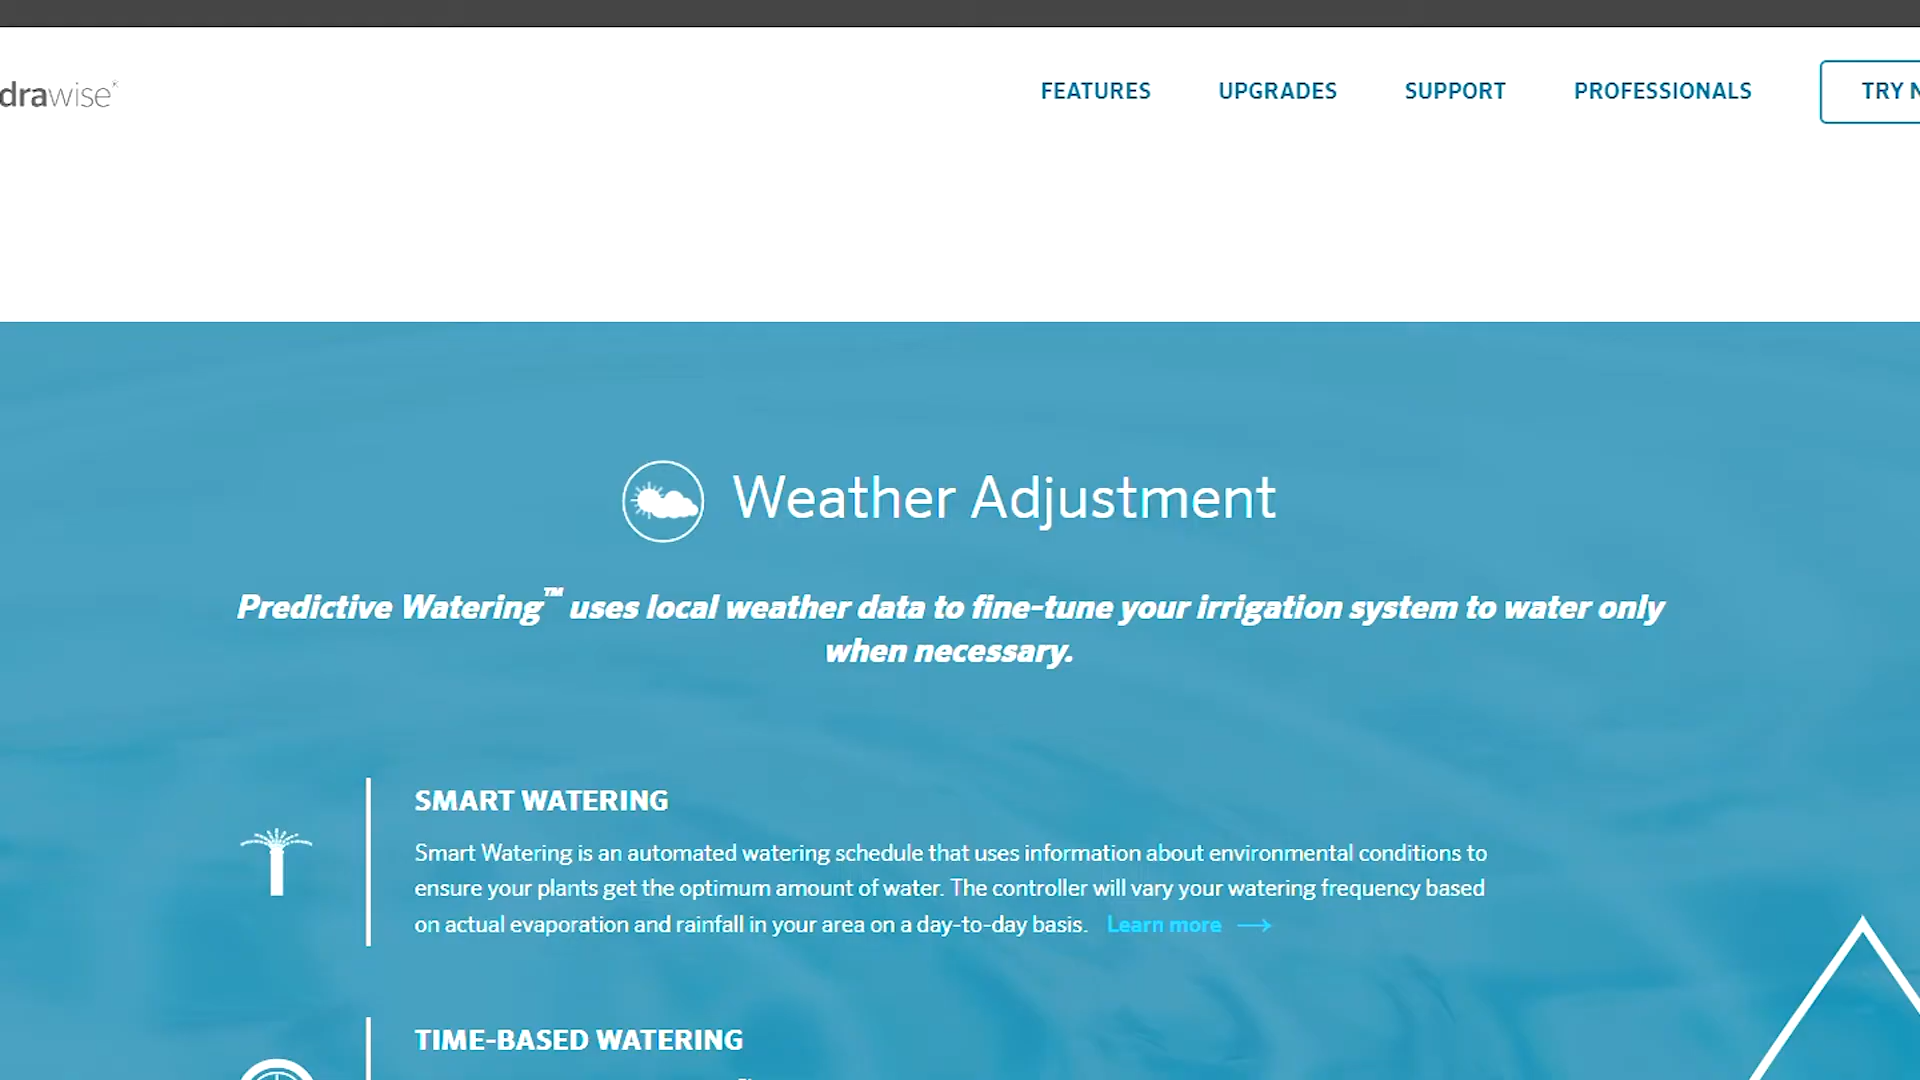 drawise
FEATURES UPGRADES SUPPORT PROFESSIONALS TRY
Weather Adjustment
Predictive Watering™ uses local weather data to fine-tune your irrigation system to water only
when necessary.
SMART WATERING
Smart Watering is an automated watering schedule that uses information about environmental conditions to
ensure your plants get the optimum amount of water. The controller will vary your watering frequency based
on actual evaporation and rainfall in your area on a day-to-day basis. Learn more →
TIME-BASED WATERING